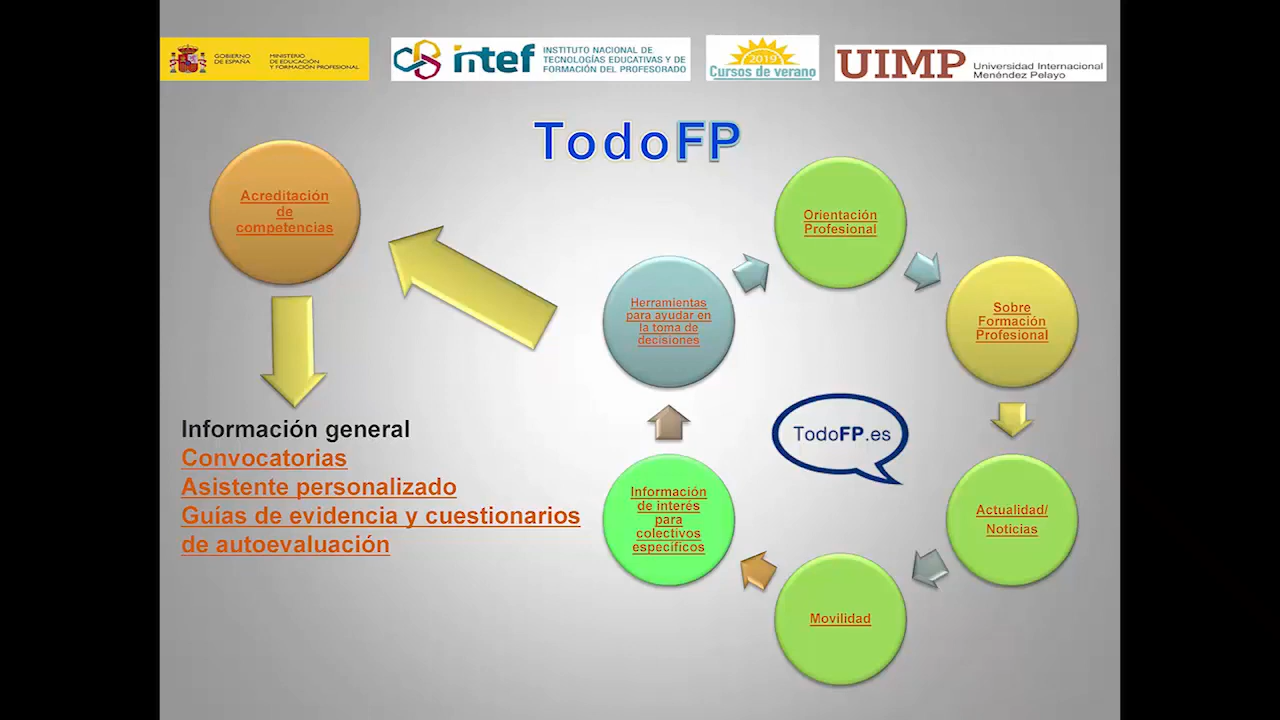 GOBIERNO
DE ESPAÑA
MINISTERIO
DE EDUCACIÓN
Y FORMACIÓN PROFESIONAL
intef
INSTITUTO NACIONAL DE
TECNOLOGÍAS EDUCATIVAS Y DE
FORMACIÓN DEL PROFESORADO
2019
Cursos de verano
UIMP
Universidad Internacional
Menéndez Pelayo
TodoFP
Acreditación
de
competencias
Información general
Convocatorias
Asistente personalizado
Guías de evidencia y cuestionarios
de autoevaluación
Orientación
Profesional
Sobre
Formación
Profesional
Actualidad/
Noticias
Movilidad
Información
de interés
para
colectivos
específicos
Herramientas
para ayudar en
la toma de
decisiones
TodoFP.es